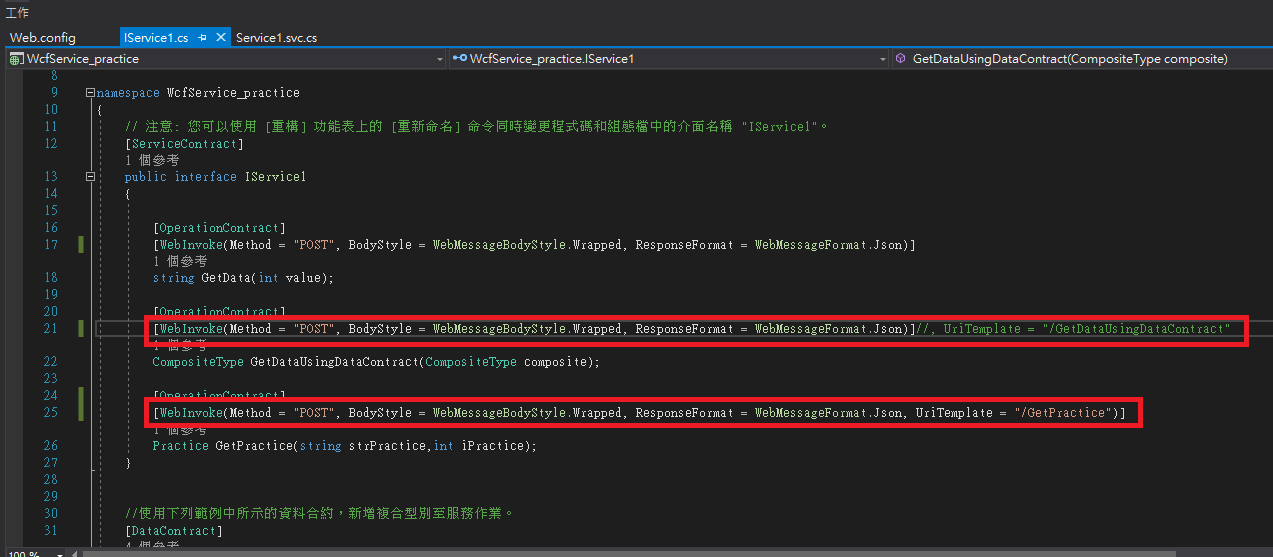 工作
Web.config IService1.cs Service1.svc.cs
WcfService_practice WcfService_practice.IService1 GetDataUsingDataContract(CompositeType composite)
8
9 namespace WcfService_practice
10 {
11 // 注意: 您可以使用 [重構] 功能表上的 [重新命名] 命令同時變更程式碼和組態檔中的介面名稱 "IService1"。
12 [ServiceContract]
1 個參考
13 public interface IService1
14 {
15
16 [OperationContract]
17 [WebInvoke(Method = "POST", BodyStyle = WebMessageBodyStyle.Wrapped, ResponseFormat = WebMessageFormat.Json)]
1 個參考
18 string GetData(int value);
19
20 [OperationContract]
21 [WebInvoke(Method = "POST", BodyStyle = WebMessageBodyStyle.Wrapped, ResponseFormat = WebMessageFormat.Json)]//, UriTemplate = "/GetDataUsingDataContract"
1 個參考
22 CompositeType GetDataUsingDataContract(CompositeType composite);
23
24 [OperationContract]
25 [WebInvoke(Method = "POST", BodyStyle = WebMessageBodyStyle.Wrapped, ResponseFormat = WebMessageFormat.Json, UriTemplate = "/GetPractice")]
1 個參考
26 Practice GetPractice(string strPractice,int iPractice);
27 }
28
29
30 //使用下列範例中所示的資料合約，新增複合型別至服務作業。
31 [DataContract]
4 個參考
100 %